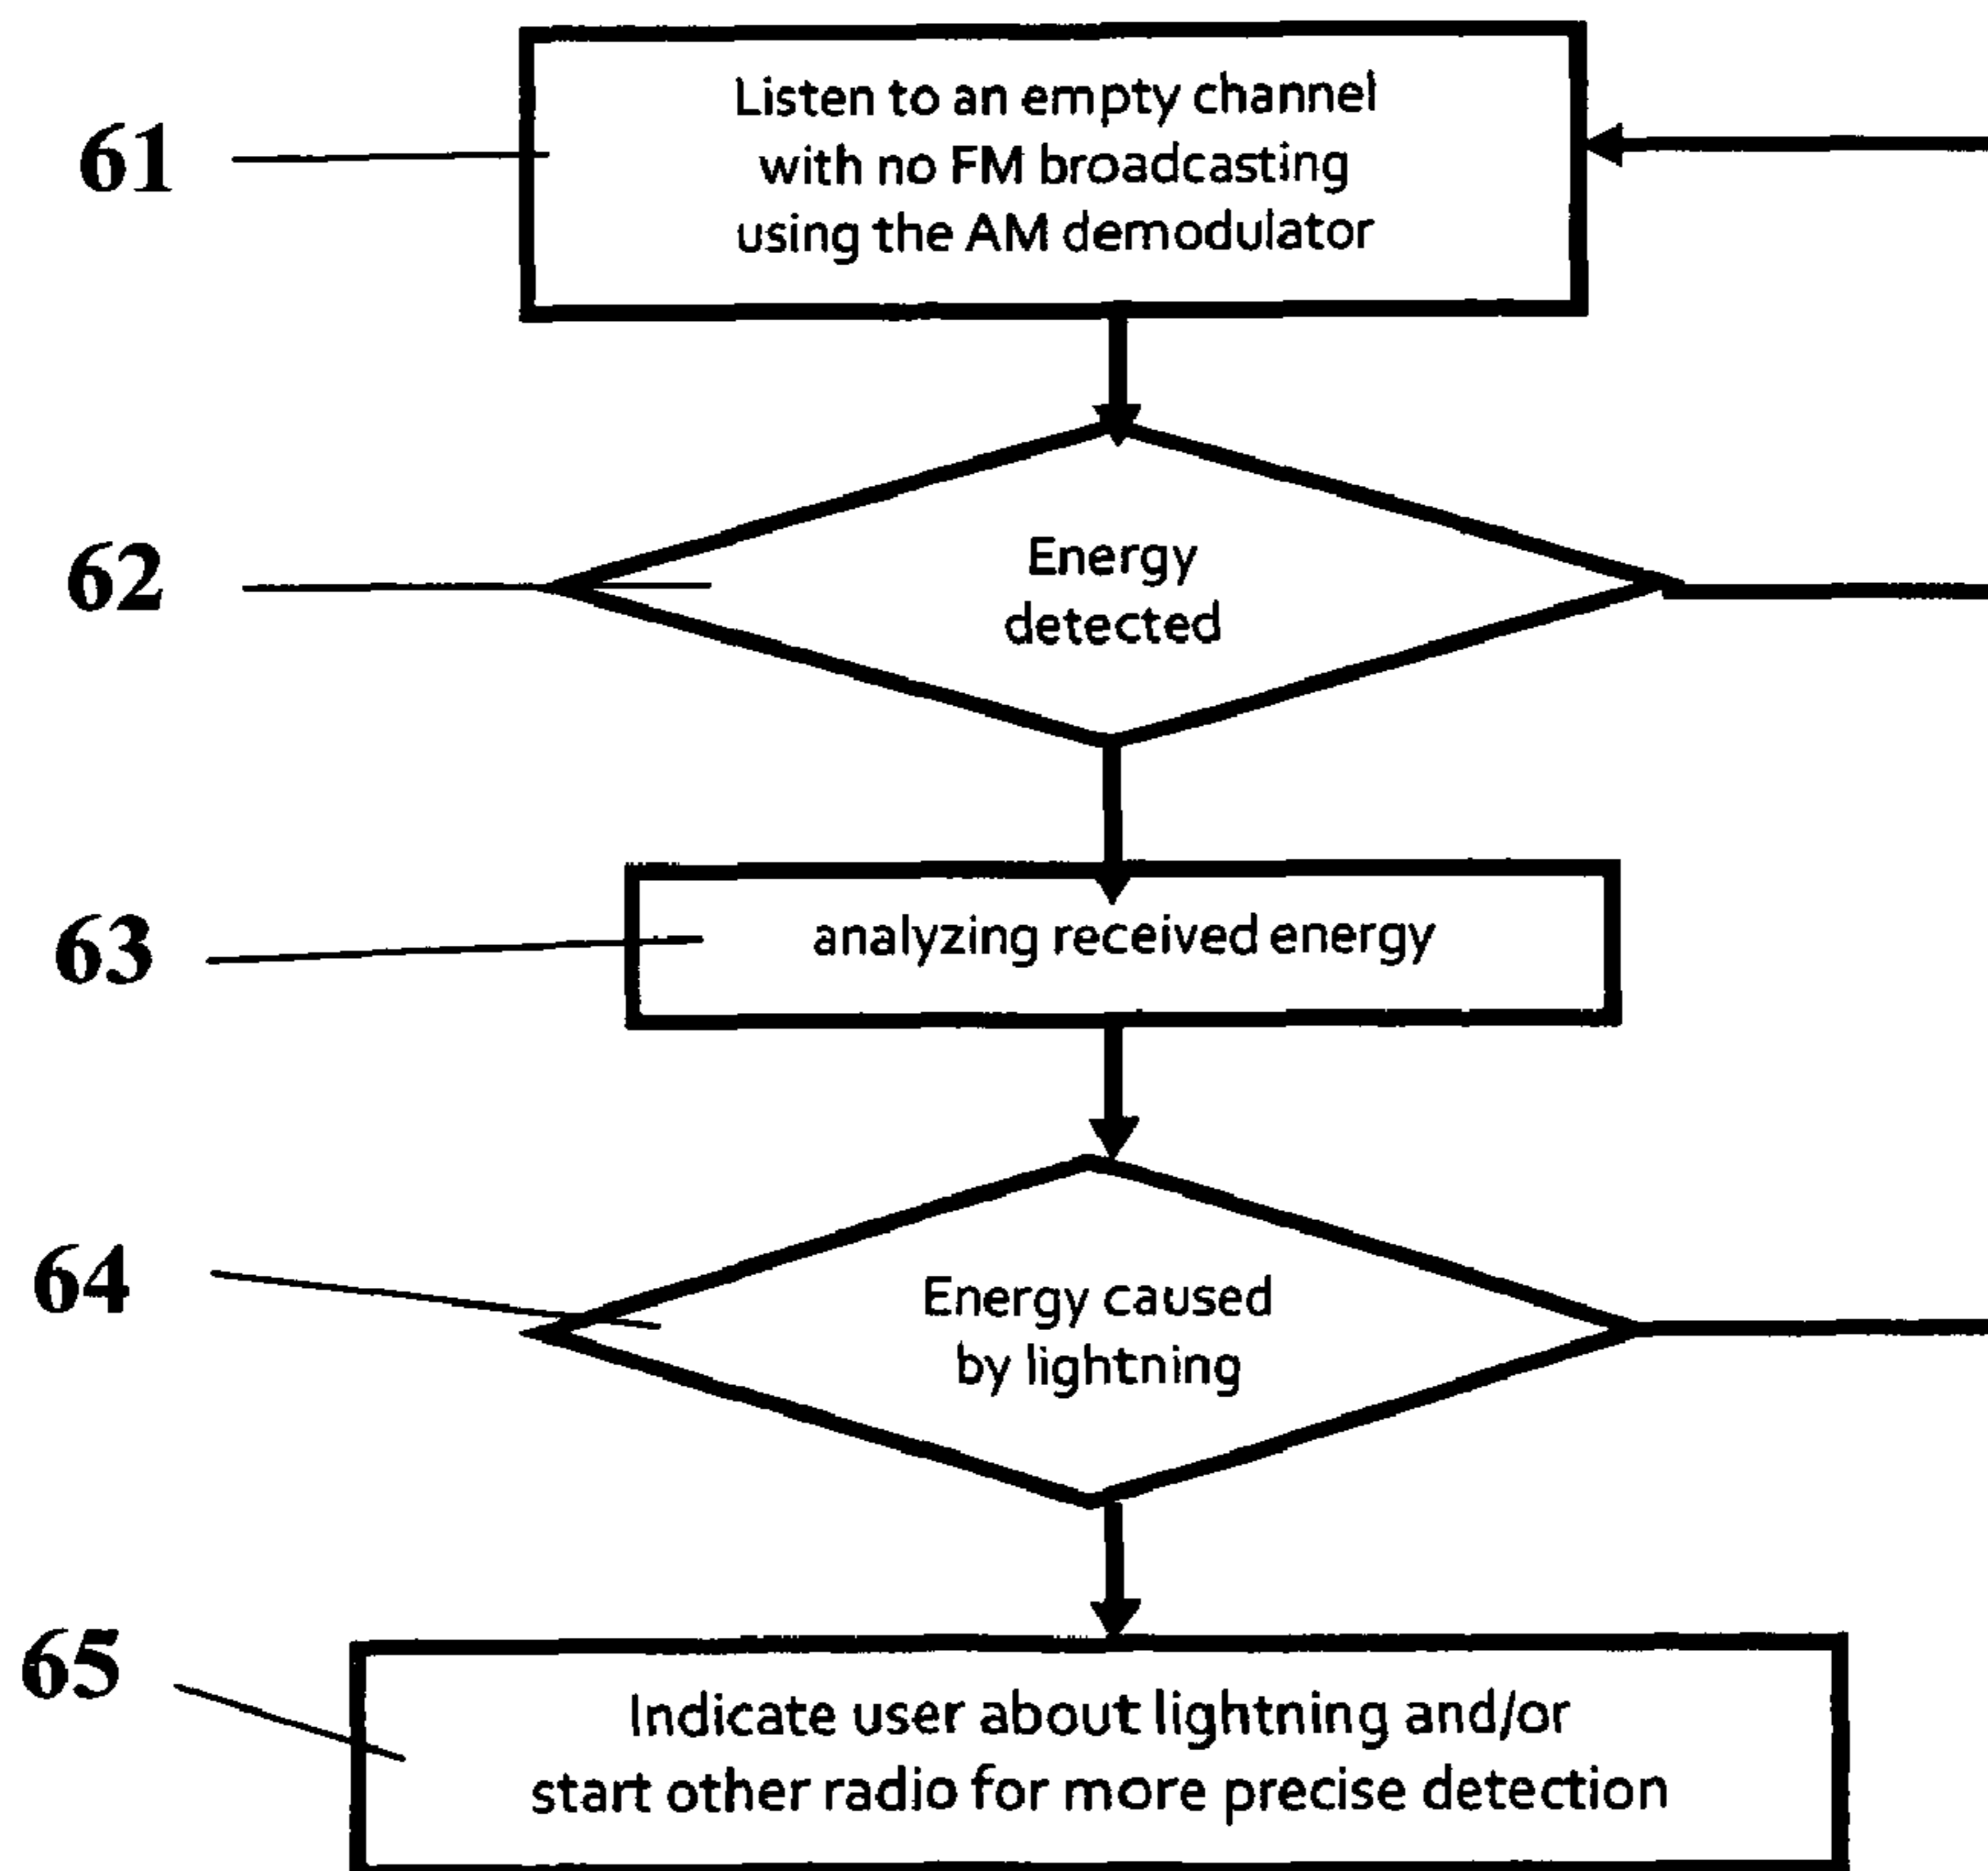 61
Listen to an empty channel
with no FM broadcasting
using the AM demodulator
62
Energy
detected
63
analyzing received energy
64
Energy caused
by lightning
65
Indicate user about lightning and/or
start other radio for more precise detection